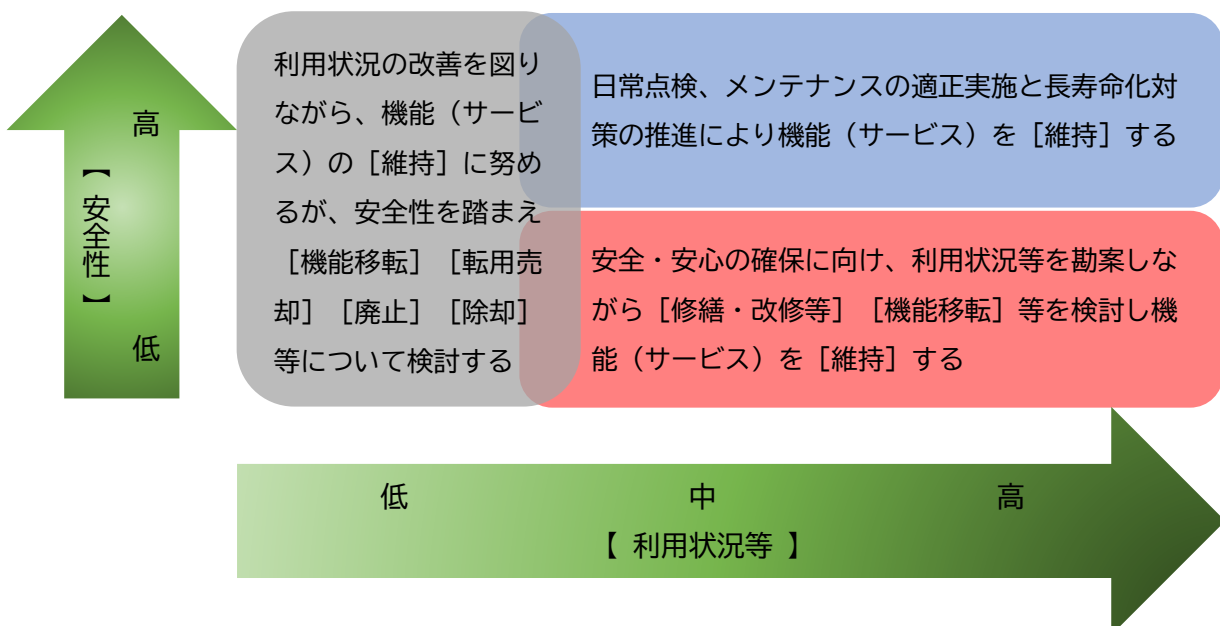 高
【 安全性 】
低
利用状況の改善を図り
ながら、機能（サービ
ス）の［維持］に努め
るが、安全性を踏まえ
［機能移転］［転用売
却］［廃止］［除却］
等について検討する
日常点検、メンテナンスの適正実施と長寿命化対
策の推進により機能（サービス）を［維持］する
安全・安心の確保に向け、利用状況等を勘案しな
がら［修繕・改修等］［機能移転］等を検討し機
能（サービス）を［維持］する
低 中 高
【 利用状況等 】